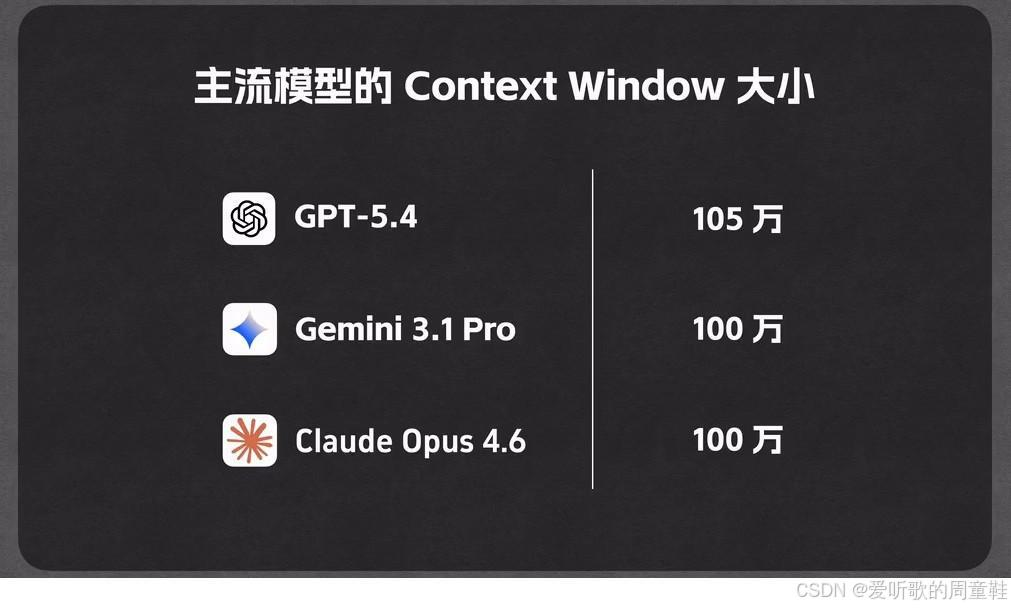 主流模型的 Context Window 大小
GPT-5.4 105 万
Gemini 3.1 Pro 100 万
Claude Opus 4.6 100 万
CSDN @爱听歌的周童鞋